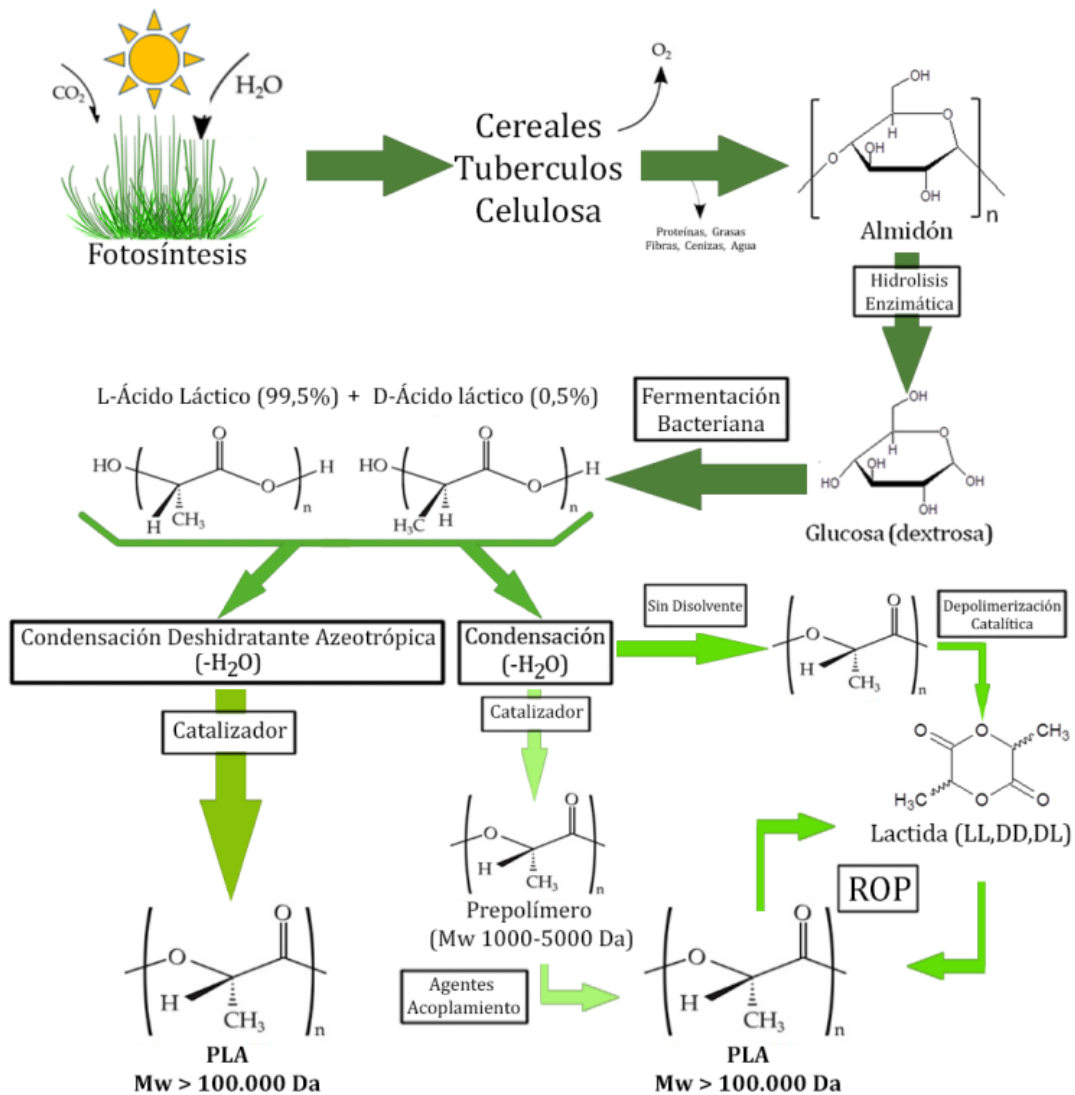 CO2
H2O
Fotosíntesis
Cereales
Tuberculos
Celulosa
O2
Proteínas, Grasas
Fibras, Cenizas, Agua
OH
O
H
O
OH
OH
n
Almidón
Hidrolisis
Enzimática
OH
O
H
OH
HO
OH
OH
Glucosa (dextrosa)
Fermentación
Bacteriana
L-Ácido Láctico (99,5%) + D-Ácido láctico (0,5%)
O
HO
O
H
H
CH3
n
O
HO
O
H
H3C
H
n
Condensación Deshidratante Azeotrópica
(-H2O)
Condensación
(-H2O)
Sin Disolvente
O
O
H
CH3
n
Depolimerización
Catalítica
Catalizador
Catalizador
O
O
CH3
H3C
O
O
Lactida (LL,DD,DL)
O
O
H
CH3
n
Prepolímero
(Mw 1000-5000 Da)
ROP
Agentes
Acoplamiento
O
O
H
CH3
n
PLA
Mw > 100.000 Da
O
O
H
CH3
n
PLA
Mw > 100.000 Da